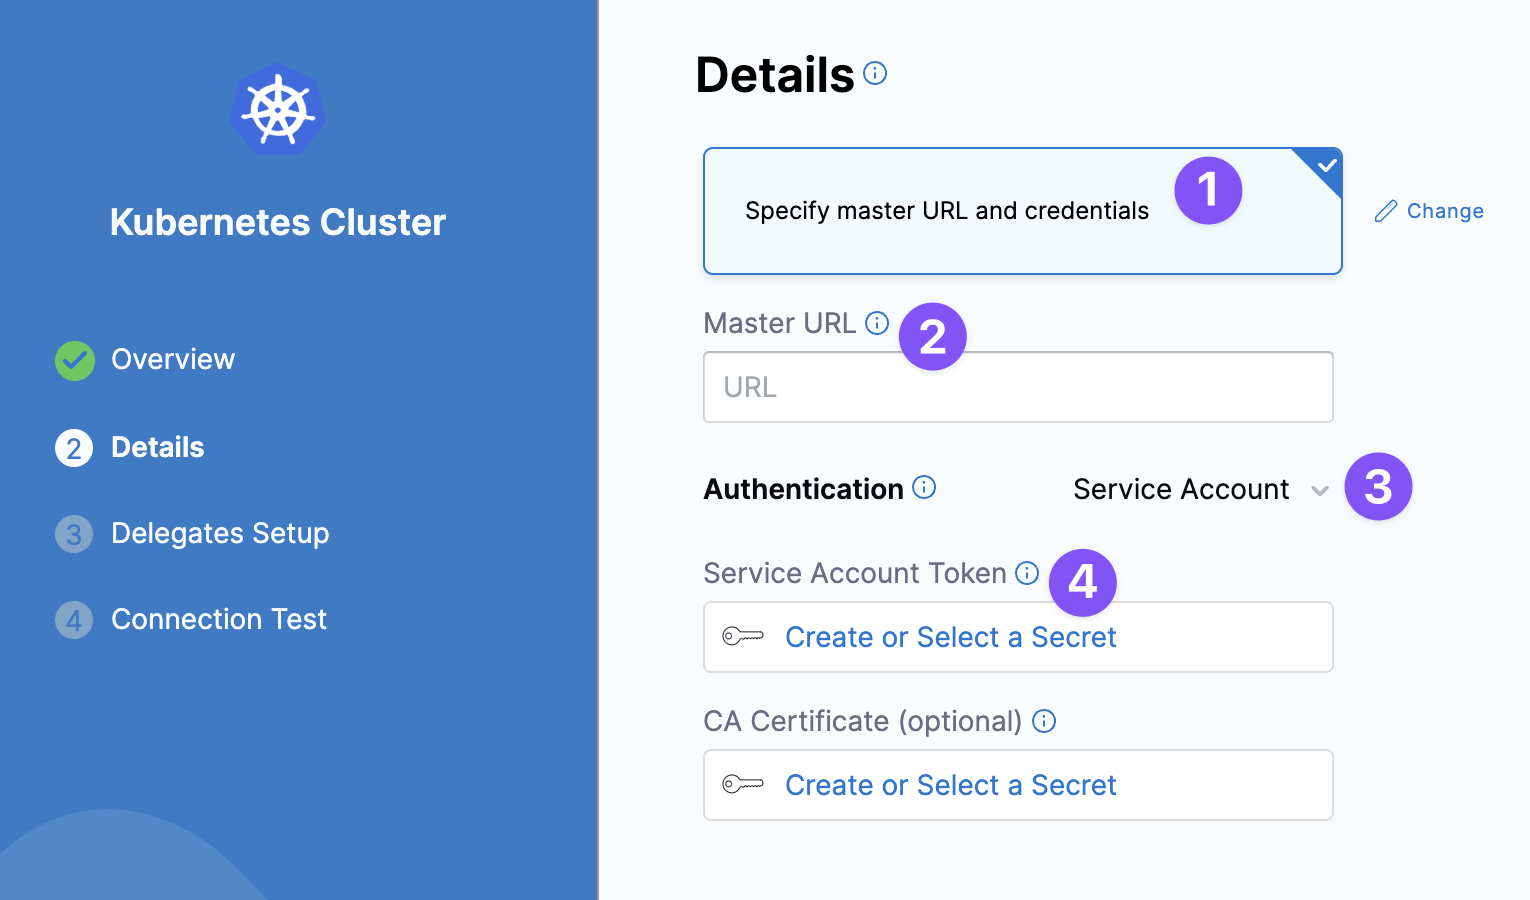 Kubernetes Cluster
Overview
2 Details
3 Delegates Setup
4 Connection Test
Details
Specify master URL and credentials 1
Change
Master URL 2
URL
Authentication Service Account 3
Service Account Token 4
Create or Select a Secret
CA Certificate (optional)
Create or Select a Secret